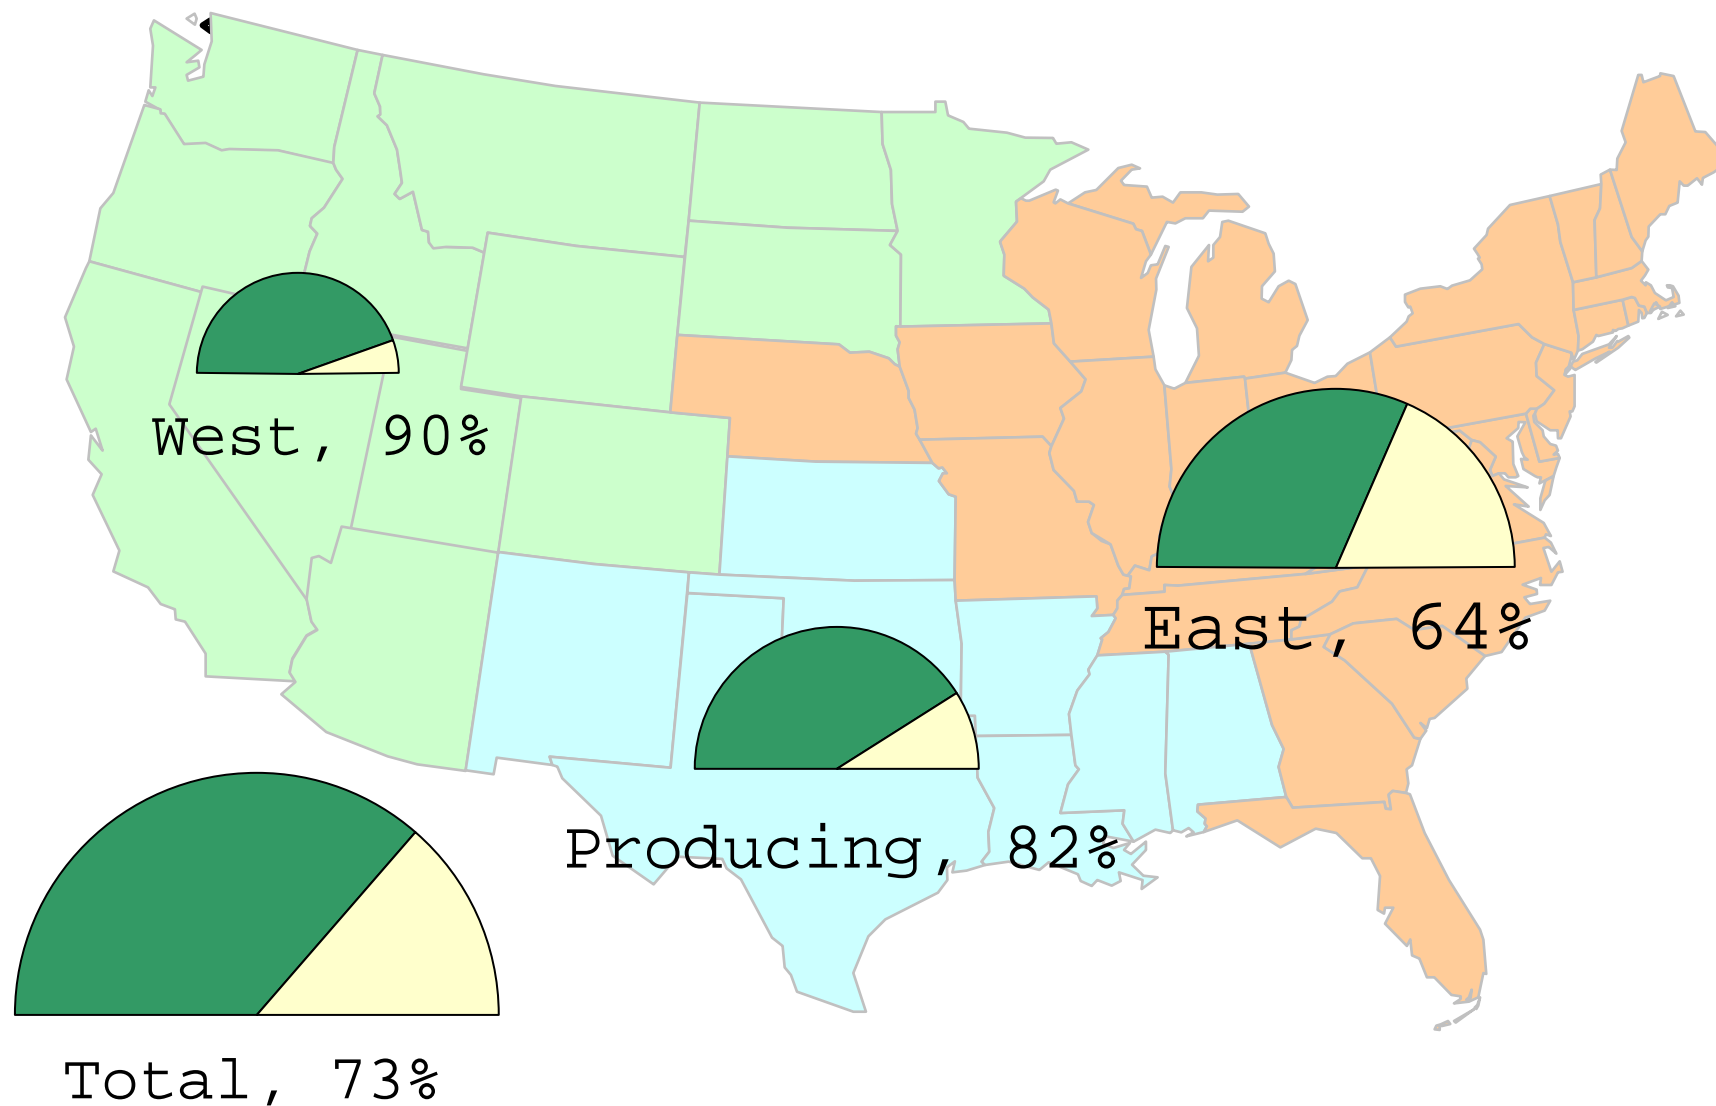 West, 90%
East, 64%
Producing, 82%
Total, 73%